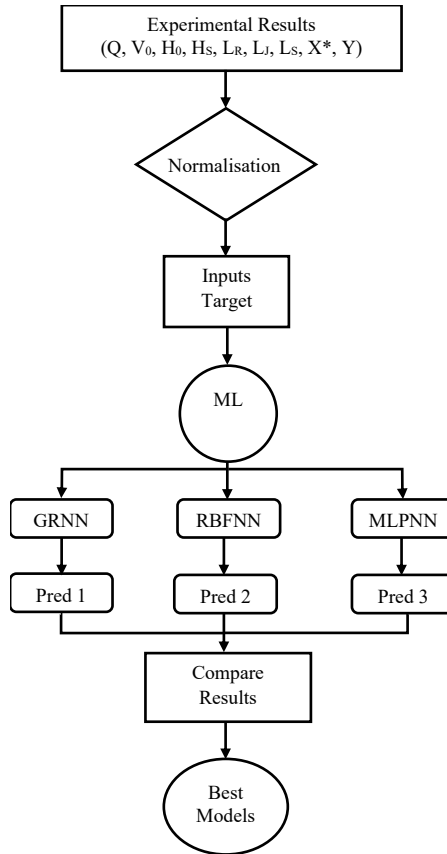 Experimental Results
(Q, V₀, H₀, Hₛ, L_R, L_J, Lₛ, X*, Y)
Normalisation
Inputs
Target
ML
GRNN RBFNN MLPNN
Pred 1 Pred 2 Pred 3
Compare
Results
Best
Models